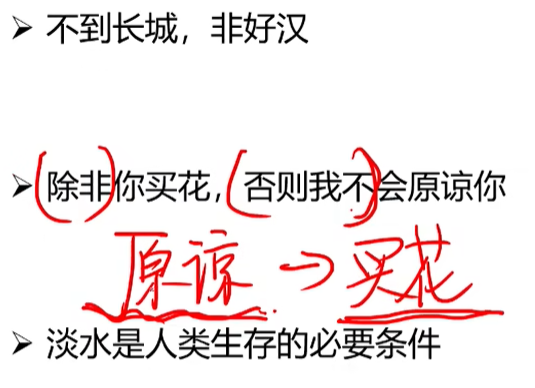 ➢ 不到长城，非好汉
➢ 除非你买花，否则我不会原谅你
原谅 → 买花
➢ 淡水是人类生存的必要条件